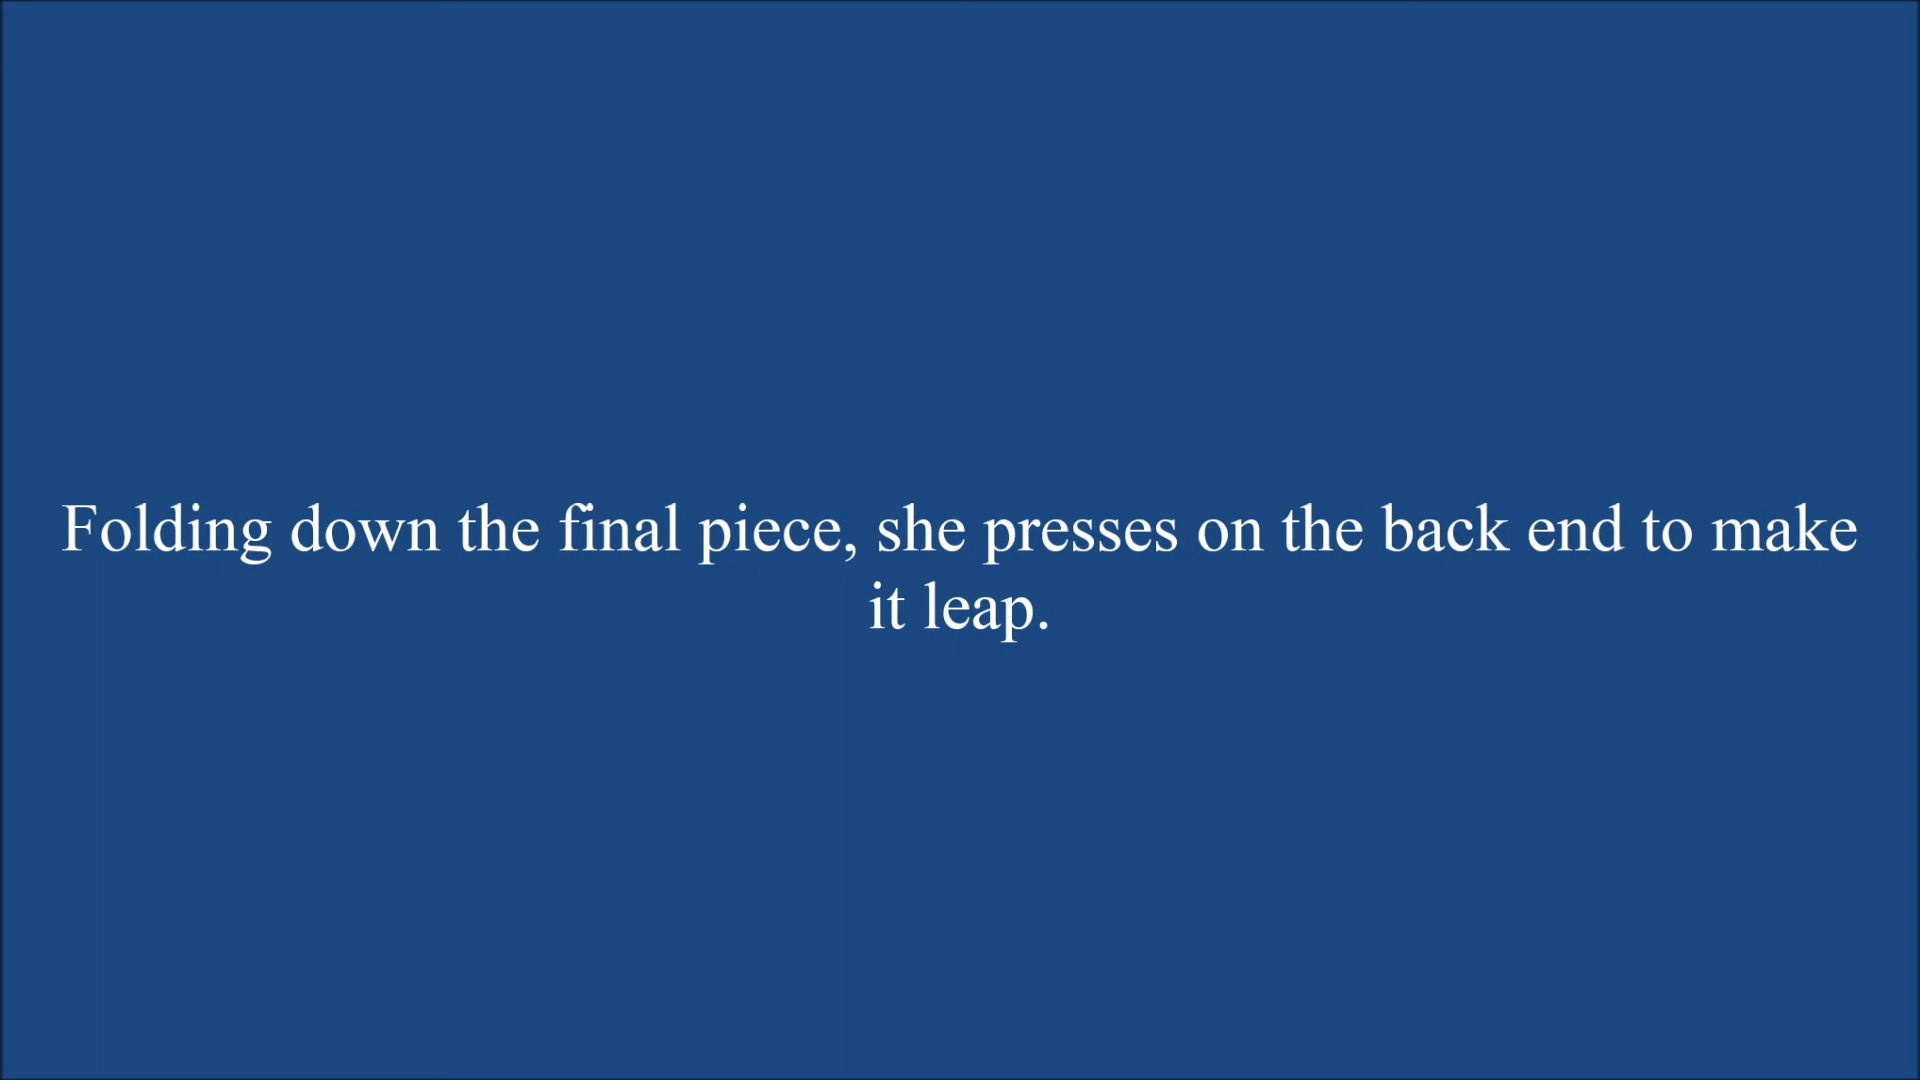 Folding down the final piece, she presses on the back end to make
it leap.